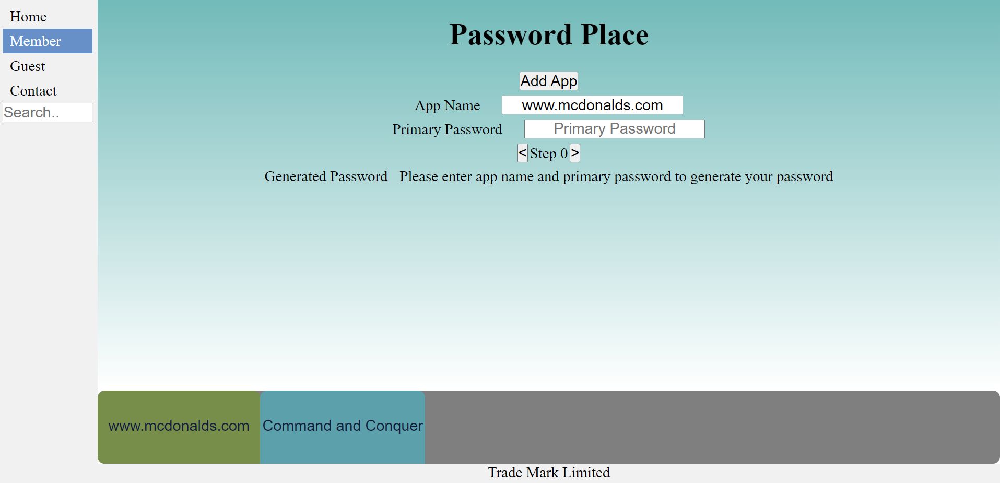 Home
Member
Guest
Contact
Search..
Password Place
Add App
App Name www.mcdonalds.com
Primary Password Primary Password
< Step 0 >
Generated Password Please enter app name and primary password to generate your password
www.mcdonalds.com Command and Conquer
Trade Mark Limited